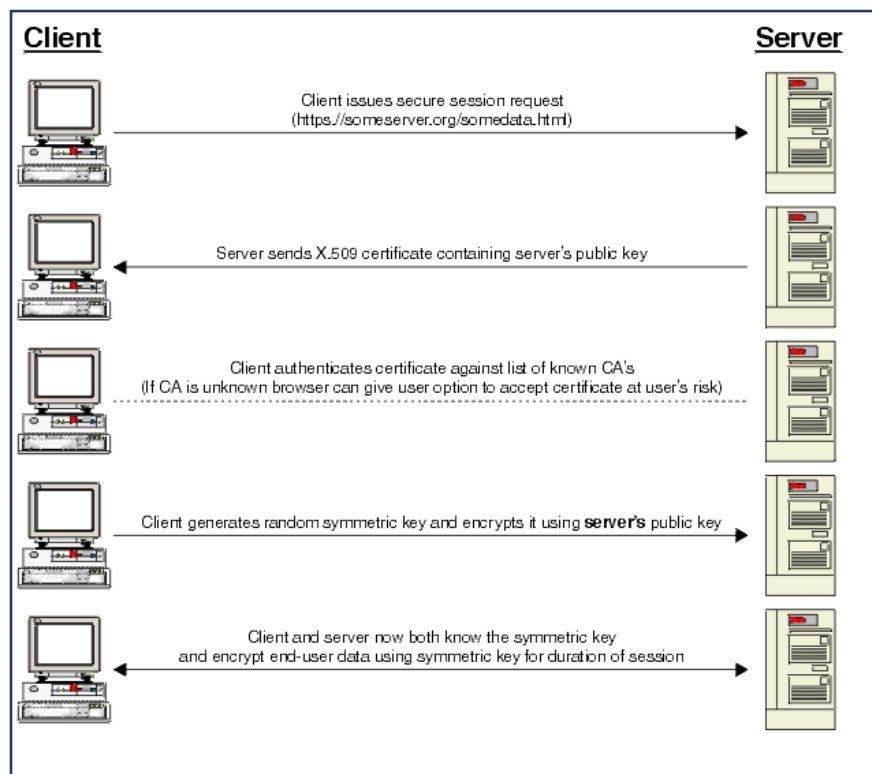 Client
Server
Client issues secure session request
(https://someserver.org/somedata.html)
Server sends X.509 certificate containing server's public key
Client authenticates certificate against list of known CA's
(If CA is unknown browser can give user option to accept certificate at user's risk)
Client generates random symmetric key and encrypts it using server's public key
Client and server now both know the symmetric key
and encrypt end-user data using symmetric key for duration of session